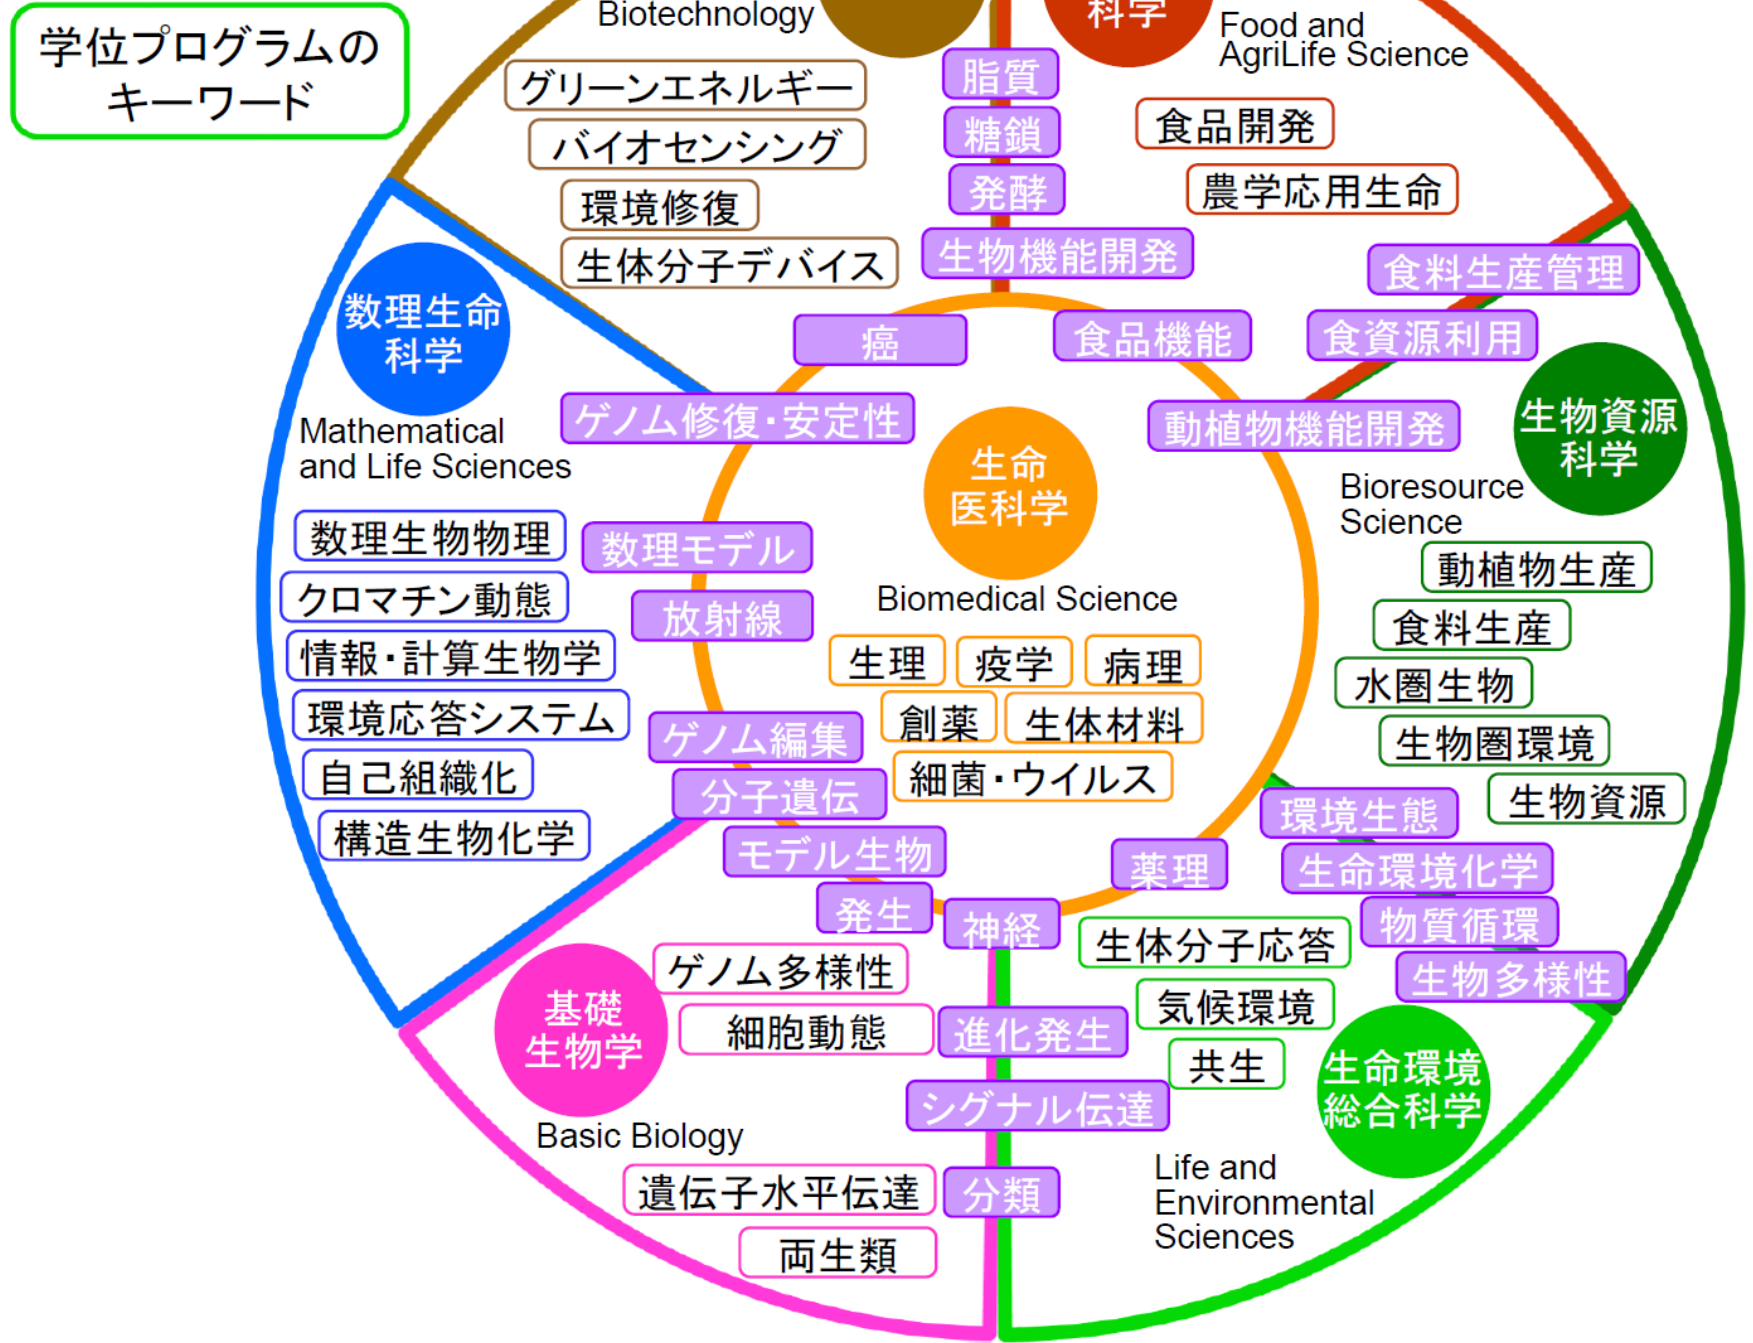 学位プログラムの
キーワード
Biotechnology
科学
Food and
AgriLife Science
グリーンエネルギー
バイオセンシング
環境修復
生体分子デバイス
脂質
糖鎖
発酵
生物機能開発
食品開発
農学応用生命
食料生産管理
食資源利用
動植物機能開発
癌
食品機能
ゲノム修復・安定性
数理生命
科学
Mathematical
and Life Sciences
数理生物物理
クロマチン動態
情報・計算生物学
環境応答システム
自己組織化
構造生物化学
数理モデル
放射線
ゲノム編集
分子遺伝
モデル生物
発生
神経
薬理
生命
医科学
Biomedical Science
生理
疫学
病理
創薬
生体材料
細菌・ウイルス
生物資源
科学
Bioresource
Science
動植物生産
食料生産
水圏生物
生物圏環境
生物資源
環境生態
生命環境化学
物質循環
生物多様性
基礎
生物学
Basic Biology
ゲノム多様性
細胞動態
遺伝子水平伝達
両生類
進化発生
シグナル伝達
分類
生体分子応答
気候環境
共生
生命環境
総合科学
Life and
Environmental
Sciences